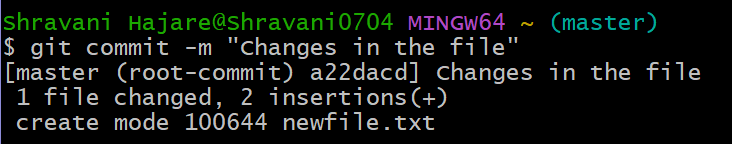 Shravani Hajare@Shravani0704 MINGW64 ~ (master)
$ git commit -m "Changes in the file"
[master (root-commit) a22dacd] Changes in the file
 1 file changed, 2 insertions(+)
 create mode 100644 newfile.txt